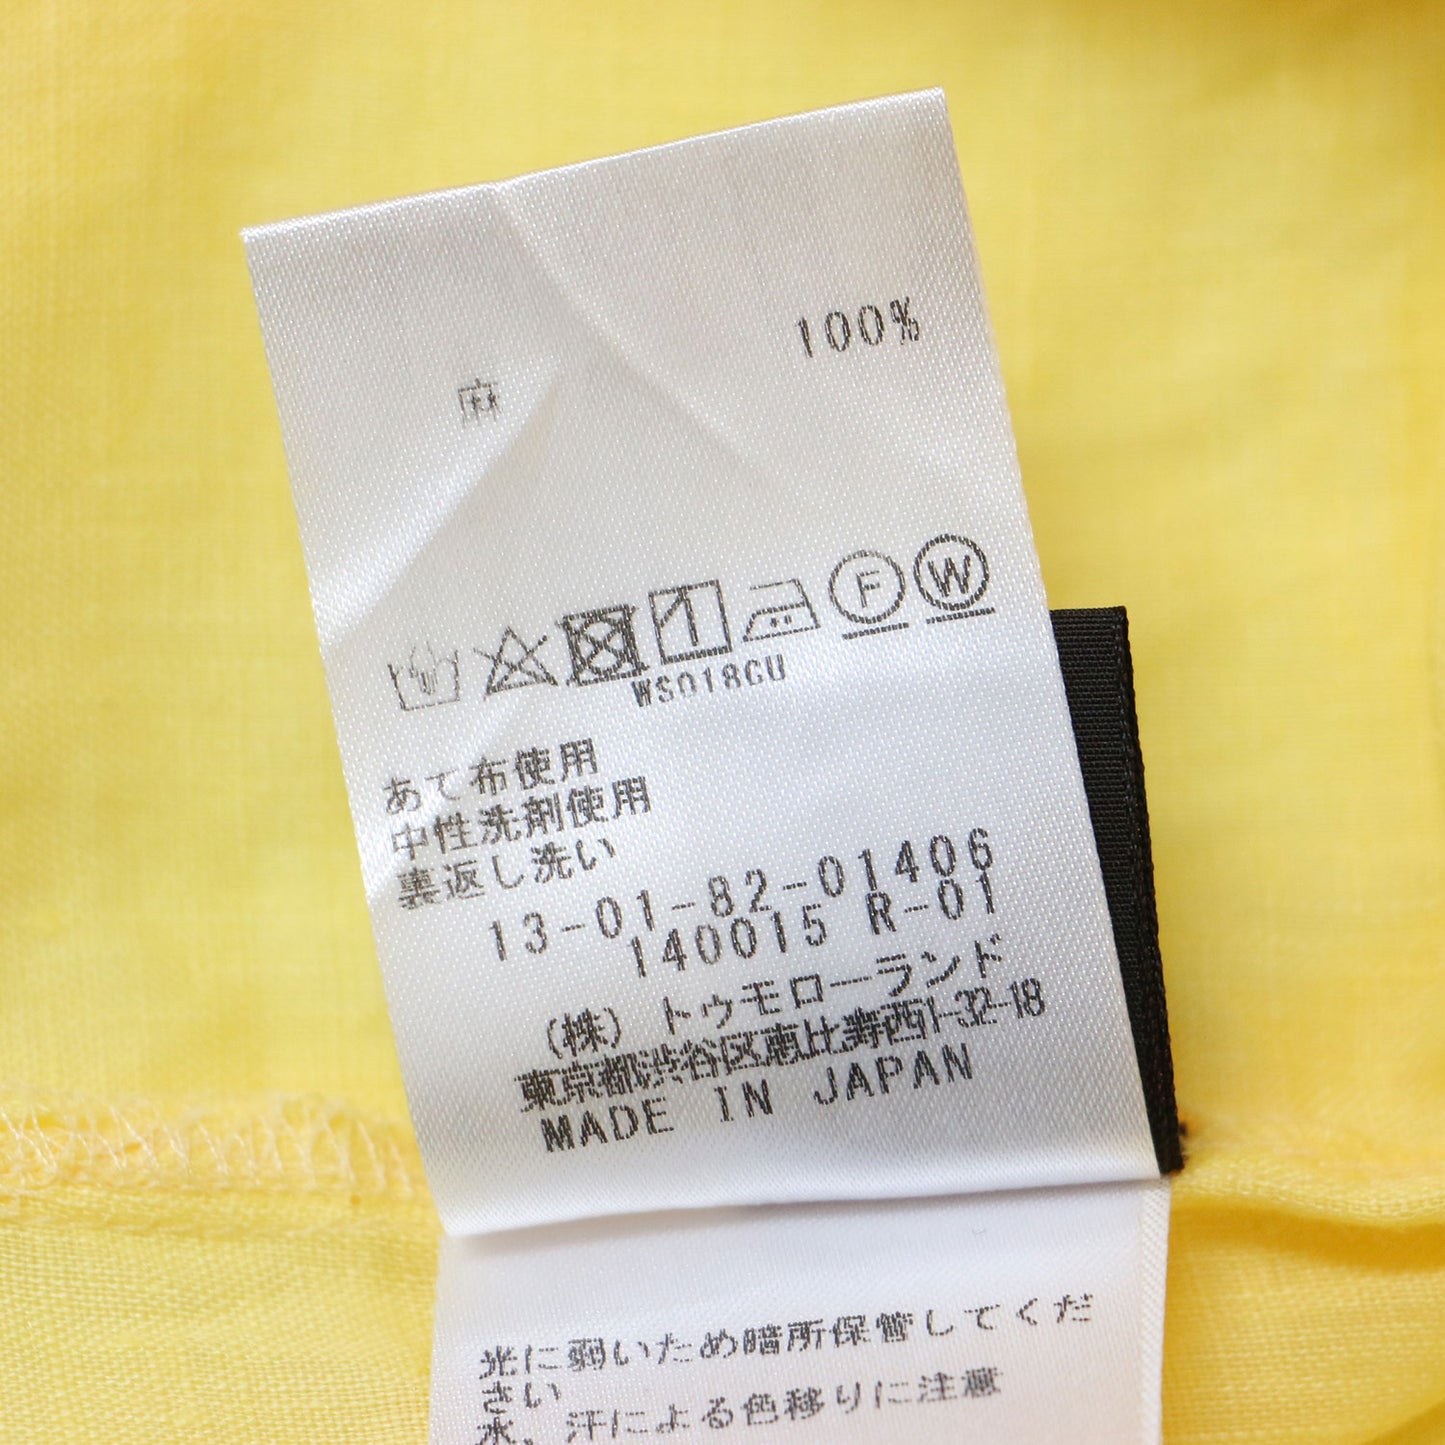 麻 100%
F W
WS018GU
あて布使用
中性洗剤使用
裏返し洗い
13-01-82-01406
140015 R-01
(株) トゥモローランド
東京都渋谷区恵比寿西1-32-18
MADE IN JAPAN
光に弱いため暗所保管してくだ
さい
水、汗による色移りに注意